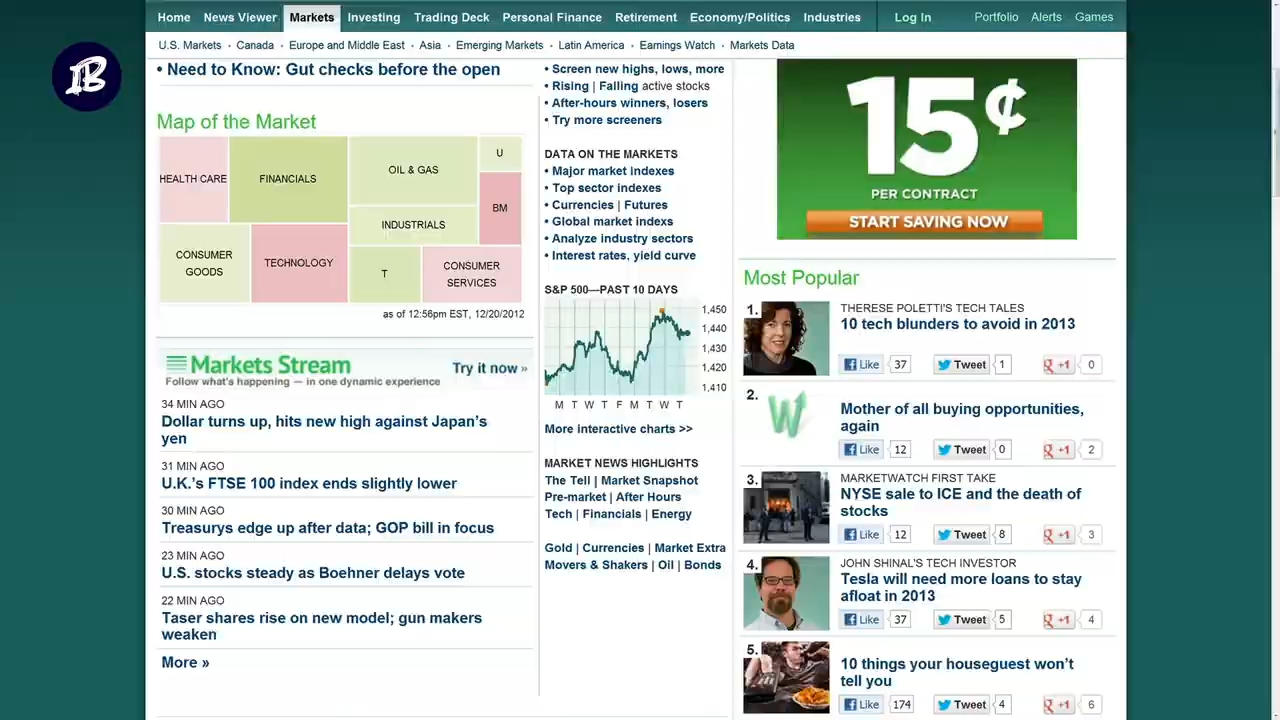 Home News Viewer Markets Investing Trading Deck Personal Finance Retirement Economy/Politics Industries Log In Portfolio Alerts Games
U.S. Markets · Canada · Europe and Middle East · Asia · Emerging Markets · Latin America · Earnings Watch · Markets Data
IB
• Need to Know: Gut checks before the open
Map of the Market
HEALTH CARE
FINANCIALS
OIL & GAS
U
BM
INDUSTRIALS
CONSUMER
GOODS
TECHNOLOGY
T
CONSUMER
SERVICES
as of 12:56pm EST, 12/20/2012
Markets Stream
Try it now »
Follow what's happening — in one dynamic experience
34 MIN AGO
Dollar turns up, hits new high against Japan's
yen
31 MIN AGO
U.K.'s FTSE 100 index ends slightly lower
30 MIN AGO
Treasurys edge up after data; GOP bill in focus
23 MIN AGO
U.S. stocks steady as Boehner delays vote
22 MIN AGO
Taser shares rise on new model; gun makers
weaken
More »
• Screen new highs, lows, more
• Rising | Falling active stocks
• After-hours winners, losers
• Try more screeners
DATA ON THE MARKETS
• Major market indexes
• Top sector indexes
• Currencies | Futures
• Global market indexs
• Analyze industry sectors
• Interest rates, yield curve
S&P 500—PAST 10 DAYS
1,450
1,440
1,430
1,420
1,410
M T W T F M T W T
More interactive charts >>
MARKET NEWS HIGHLIGHTS
The Tell | Market Snapshot
Pre-market | After Hours
Tech | Financials | Energy
Gold | Currencies | Market Extra
Movers & Shakers | Oil | Bonds
15¢
PER CONTRACT
START SAVING NOW
Most Popular
1.
THERESE POLETTI'S TECH TALES
10 tech blunders to avoid in 2013
Like 37 Tweet 1 +1 0
2.
Mother of all buying opportunities,
again
Like 12 Tweet 0 +1 2
3.
MARKETWATCH FIRST TAKE
NYSE sale to ICE and the death of
stocks
Like 12 Tweet 8 +1 3
4.
JOHN SHINAL'S TECH INVESTOR
Tesla will need more loans to stay
afloat in 2013
Like 37 Tweet 5 +1 4
5.
10 things your houseguest won't
tell you
Like 174 Tweet 4 +1 6